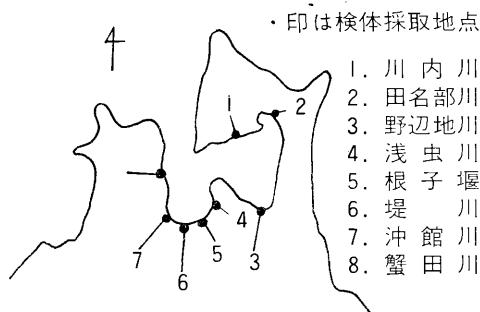 ・印は検体採取地点
1. 川内川
2. 田名部川
3. 野辺地川
4. 浅虫川
5. 根子堰
6. 堤　川
7. 沖館川
8. 蟹田川
1
2
4
3
5
6
7